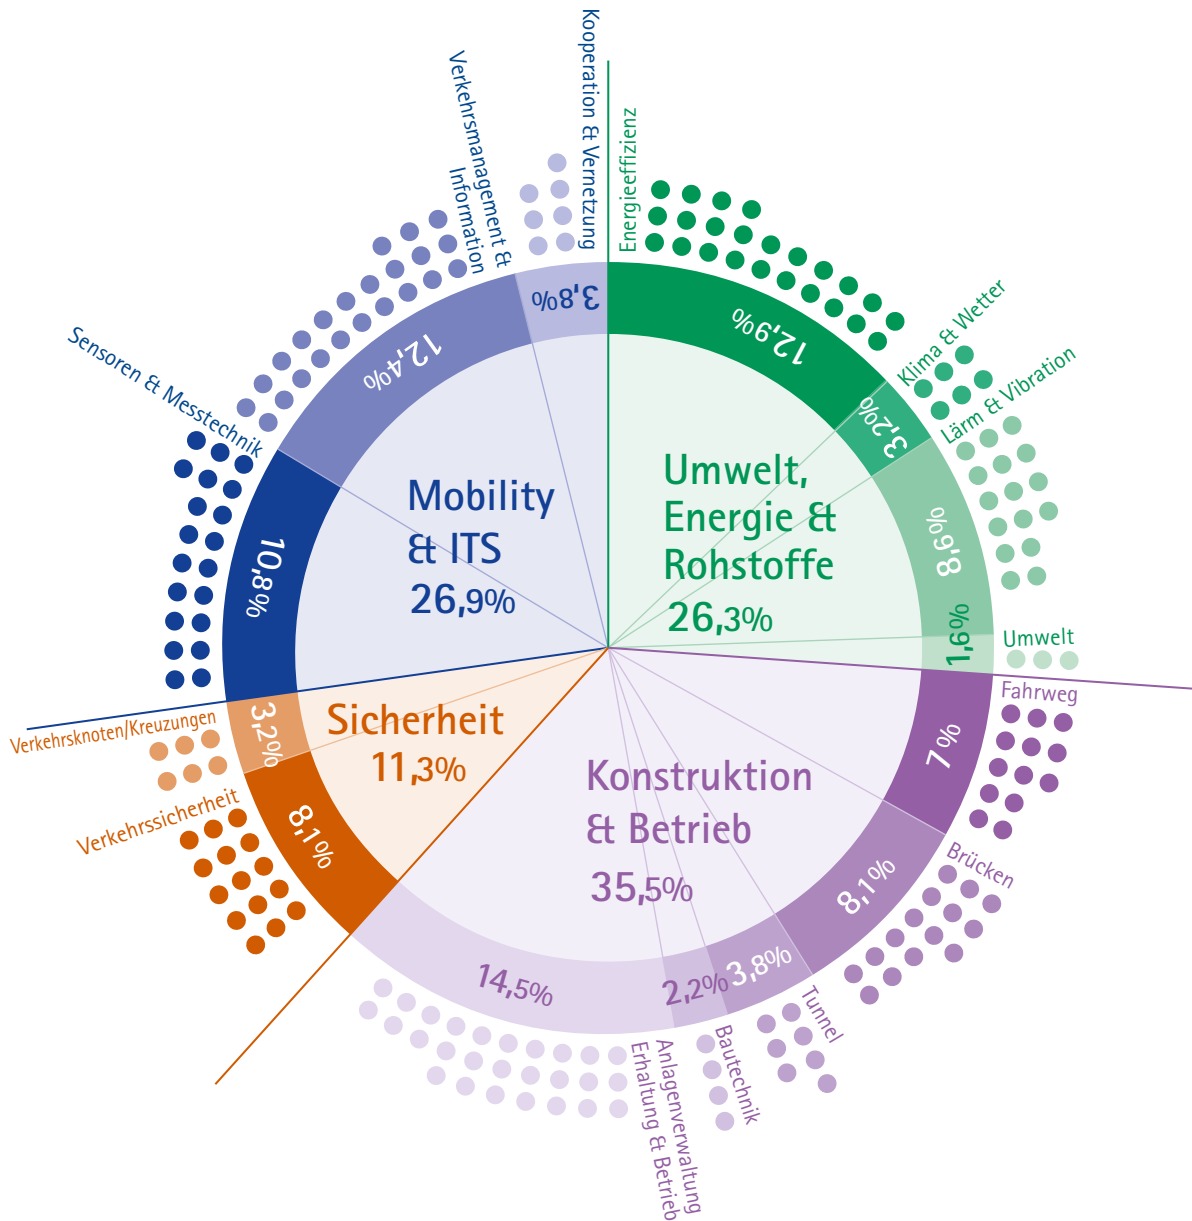 Kooperation & Vernetzung
3,8%
Verkehrsmanagement &
Information
12,4%
Sensoren & Messtechnik
10,8%
Mobility
& ITS
26,9%
Energieeffizienz
12,9%
Klima & Wetter
3,2%
Lärm & Vibration
8,6%
Umwelt
1,6%
Umwelt,
Energie &
Rohstoffe
26,3%
Fahrweg
7%
Brücken
8,1%
Tunnel
3,8%
Bautechnik
2,2%
Anlagenverwaltung
Erhaltung & Betrieb
14,5%
Konstruktion
& Betrieb
35,5%
Verkehrssicherheit
8,1%
Verkehrsknoten/Kreuzungen
3,2%
Sicherheit
11,3%